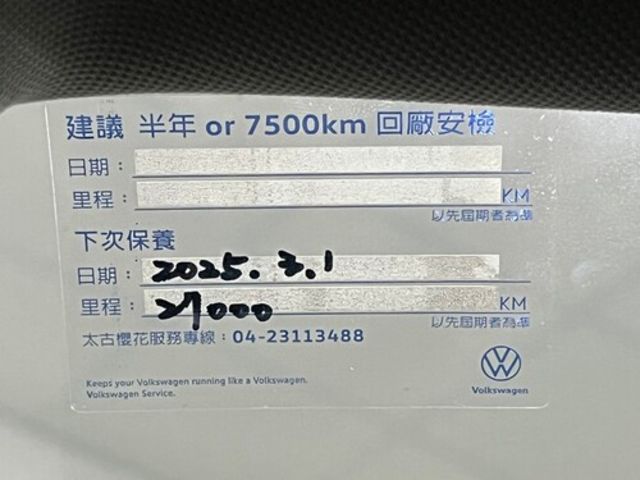 建議 半年 or 7500km 回廠安檢
日期：
里程： KM
以先屆期者為準
下次保養
日期： 2025.3.1
里程： 27000 KM
以先屆期者為準
太古櫻花服務專線：04-23113488
Keeps your Volkswagen running like a Volkswagen.
Volkswagen Service.
Volkswagen